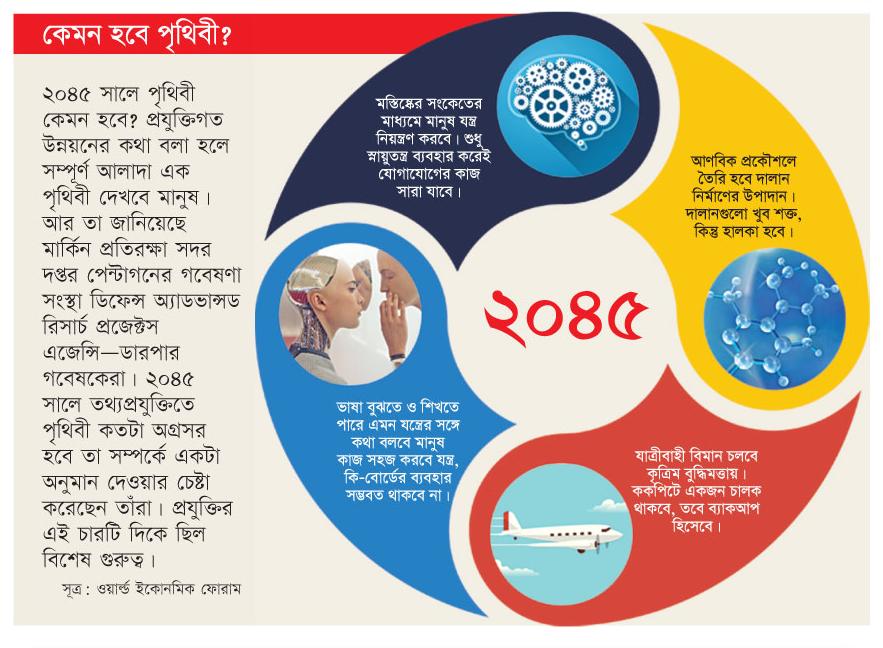 কেমন হবে পৃথিবী?
২০৪৫ সালে পৃথিবী
কেমন হবে? প্রযুক্তিগত
উন্নয়নের কথা বলা হলে
সম্পূর্ণ আলাদা এক
পৃথিবী দেখবে মানুষ।
আর তা জানিয়েছে
মার্কিন প্রতিরক্ষা সদর
দপ্তর পেন্টাগনের গবেষণা
সংস্থা ডিফেন্স অ্যাডভান্সড
রিসার্চ প্রজেক্টস
এজেন্সি—ডারপার
গবেষকেরা। ২০৪৫
সালে তথ্যপ্রযুক্তিতে
পৃথিবী কতটা অগ্রসর
হবে তা সম্পর্কে একটা
অনুমান দেওয়ার চেষ্টা
করেছেন তাঁরা। প্রযুক্তির
এই চারটি দিকে ছিল
বিশেষ গুরুত্ব।
সূত্র: ওয়ার্ল্ড ইকোনমিক ফোরাম
মস্তিষ্কের সংকেতের
মাধ্যমে মানুষ যন্ত্র
নিয়ন্ত্রণ করবে। শুধু
স্নায়ুতন্ত্র ব্যবহার করেই
যোগাযোগের কাজ
সারা যাবে।
আণবিক প্রকৌশলে
তৈরি হবে দালান
নির্মাণের উপাদান।
দালানগুলো খুব শক্ত,
কিন্তু হালকা হবে।
২০৪৫
ভাষা বুঝতে ও শিখতে
পারে এমন যন্ত্রের সঙ্গে
কথা বলবে মানুষ
কাজ সহজ করবে যন্ত্র,
কি-বোর্ডের ব্যবহার
সম্ভবত থাকবে না।
যাত্রীবাহী বিমান চলবে
কৃত্রিম বুদ্ধিমত্তায়।
ককপিটে একজন চালক
থাকবে, তবে ব্যাকআপ
হিসেবে।